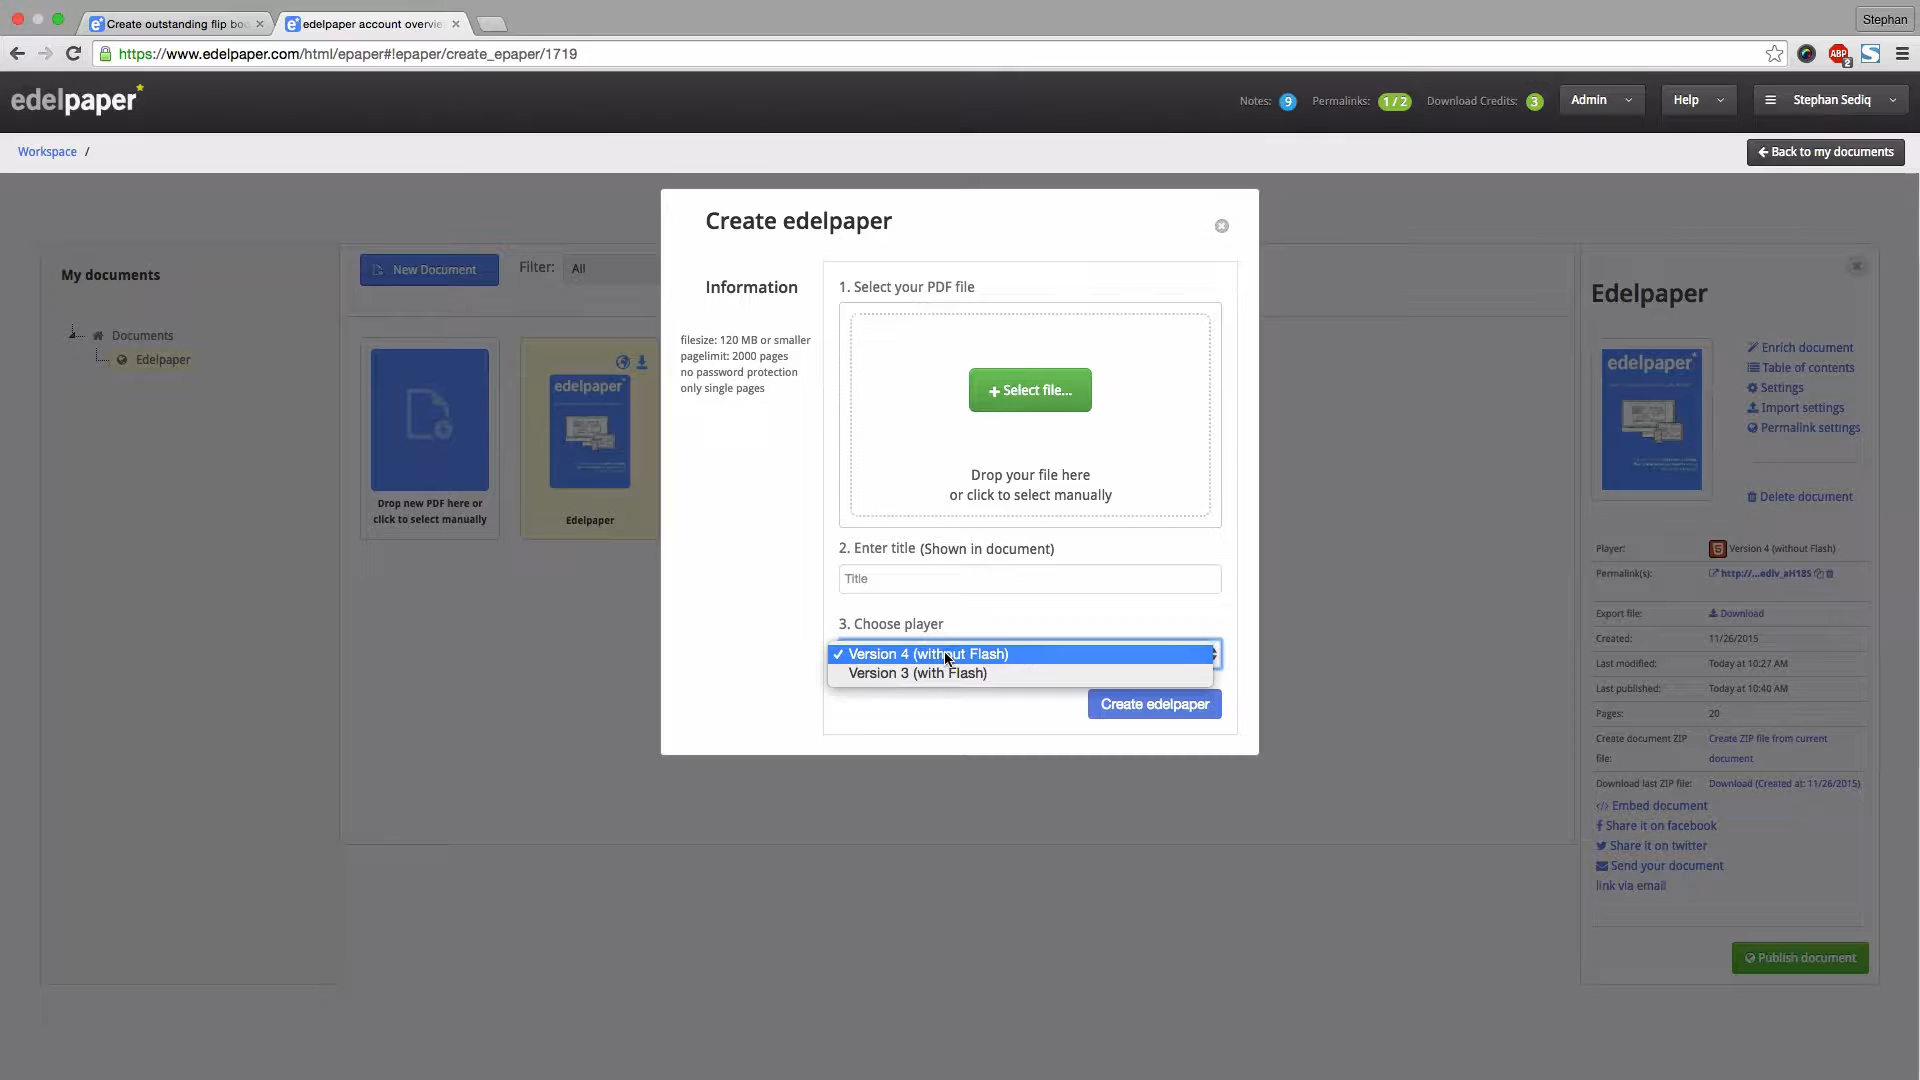 Create outstanding flip boo
edelpaper account overvie
Stephan
https://www.edelpaper.com/html/epaper#!epaper/create_epaper/1719
ABP
2
edelpaper
Notes: 9 Permalinks: 1 / 2 Download Credits: 3
Admin
Help
Stephan Sediq
Workspace /
Back to my documents
My documents
Documents
Edelpaper
New Document
Filter: All
Drop new PDF here or
click to select manually
edelpaper
Edelpaper
Create edelpaper
Information
filesize: 120 MB or smaller
pagelimit: 2000 pages
no password protection
only single pages
1. Select your PDF file
+ Select file...
Drop your file here
or click to select manually
2. Enter title (Shown in document)
Title
3. Choose player
✓ Version 4 (without Flash)
Version 3 (with Flash)
Create edelpaper
Edelpaper
edelpaper
Enrich document
Table of contents
Settings
Import settings
Permalink settings
Delete document
Player: 5 Version 4 (without Flash)
Permalink(s): http://...edlv_aH18S
Export file: Download
Created: 11/26/2015
Last modified: Today at 10:27 AM
Last published: Today at 10:40 AM
Pages: 20
Create document ZIP
file:
Create ZIP file from current
document
Download last ZIP file: Download (Created at: 11/26/2015)
</> Embed document
Share it on facebook
Share it on twitter
Send your document
link via email
Publish document